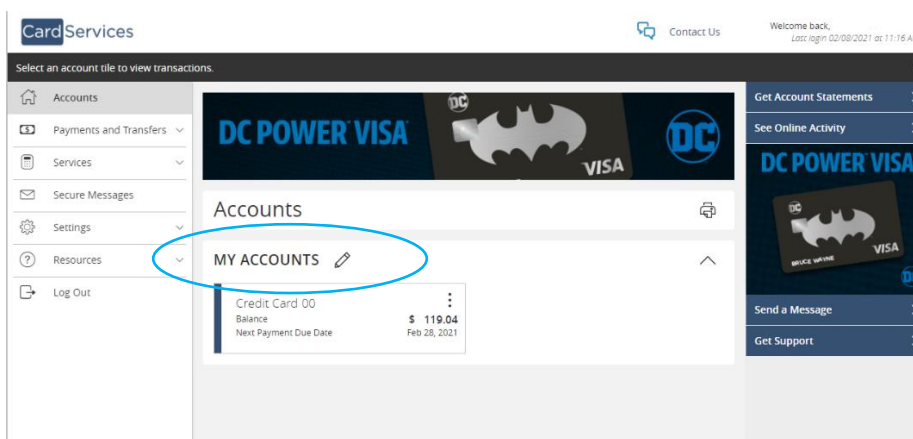 CardServices
Contact Us
Welcome back,
Last login 02/08/2021 at 11:16 A
Select an account tile to view transactions.
Accounts
Payments and Transfers
Services
Secure Messages
Settings
Resources
Log Out
DC POWER VISA
DC
VISA
DC
Accounts
MY ACCOUNTS
Credit Card 00
Balance $ 119.04
Next Payment Due Date Feb 28, 2021
Get Account Statements
See Online Activity
DC POWER VISA
DC
VISA
BRUCE WAYNE
Send a Message
Get Support